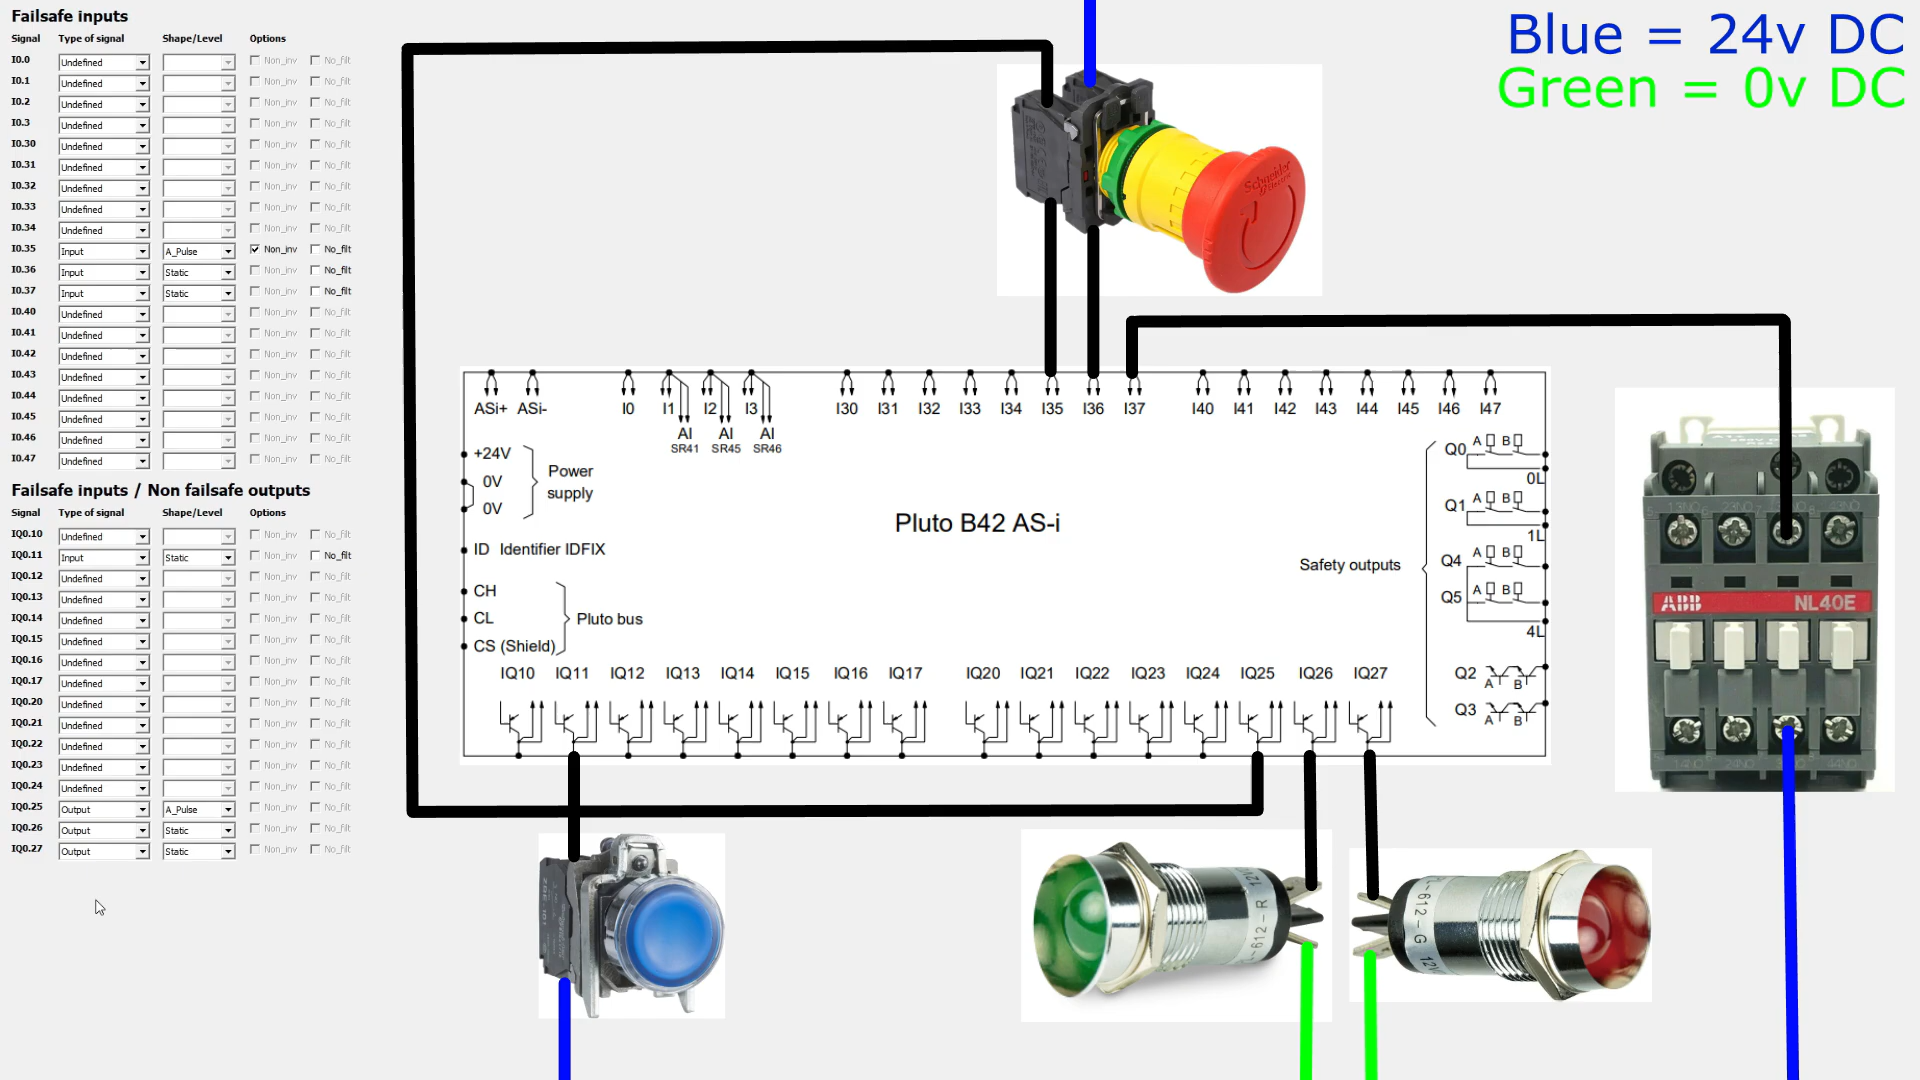 Failsafe inputs
Signal Type of signal Shape/Level Options
I0.0 Undefined Non_inv No_filt
I0.1 Undefined Non_inv No_filt
I0.2 Undefined Non_inv No_filt
I0.3 Undefined Non_inv No_filt
I0.30 Undefined Non_inv No_filt
I0.31 Undefined Non_inv No_filt
I0.32 Undefined Non_inv No_filt
I0.33 Undefined Non_inv No_filt
I0.34 Undefined Non_inv No_filt
I0.35 Input A_Pulse Non_inv No_filt
I0.36 Input Static Non_inv No_filt
I0.37 Input Static Non_inv No_filt
I0.40 Undefined Non_inv No_filt
I0.41 Undefined Non_inv No_filt
I0.42 Undefined Non_inv No_filt
I0.43 Undefined Non_inv No_filt
I0.44 Undefined Non_inv No_filt
I0.45 Undefined Non_inv No_filt
I0.46 Undefined Non_inv No_filt
I0.47 Undefined Non_inv No_filt
Failsafe inputs / Non failsafe outputs
Signal Type of signal Shape/Level Options
IQ0.10 Undefined Non_inv No_filt
IQ0.11 Input Static Non_inv No_filt
IQ0.12 Undefined Non_inv No_filt
IQ0.13 Undefined Non_inv No_filt
IQ0.14 Undefined Non_inv No_filt
IQ0.15 Undefined Non_inv No_filt
IQ0.16 Undefined Non_inv No_filt
IQ0.17 Undefined Non_inv No_filt
IQ0.20 Undefined Non_inv No_filt
IQ0.21 Undefined Non_inv No_filt
IQ0.22 Undefined Non_inv No_filt
IQ0.23 Undefined Non_inv No_filt
IQ0.24 Undefined Non_inv No_filt
IQ0.25 Output A_Pulse Non_inv No_filt
IQ0.26 Output Static Non_inv No_filt
IQ0.27 Output Static Non_inv No_filt
Blue = 24v DC
Green = 0v DC
Schneider
ASi+ ASi- I0 I1 I2 I3 I30 I31 I32 I33 I34 I35 I36 I37 I40 I41 I42 I43 I44 I45 I46 I47
AI AI AI
SR41 SR45 SR46
+24V
0V
0V
Power
supply
ID Identifier IDFIX
CH
CL
CS (Shield)
Pluto bus
Pluto B42 AS-i
Safety outputs
Q0 A B
0L
Q1 A B
1L
Q4 A B
Q5 A B
4L
Q2 A B
Q3 A B
IQ10 IQ11 IQ12 IQ13 IQ14 IQ15 IQ16 IQ17 IQ20 IQ21 IQ22 IQ23 IQ24 IQ25 IQ26 IQ27
ABB NL40E
612-R 12V
612-G 12V